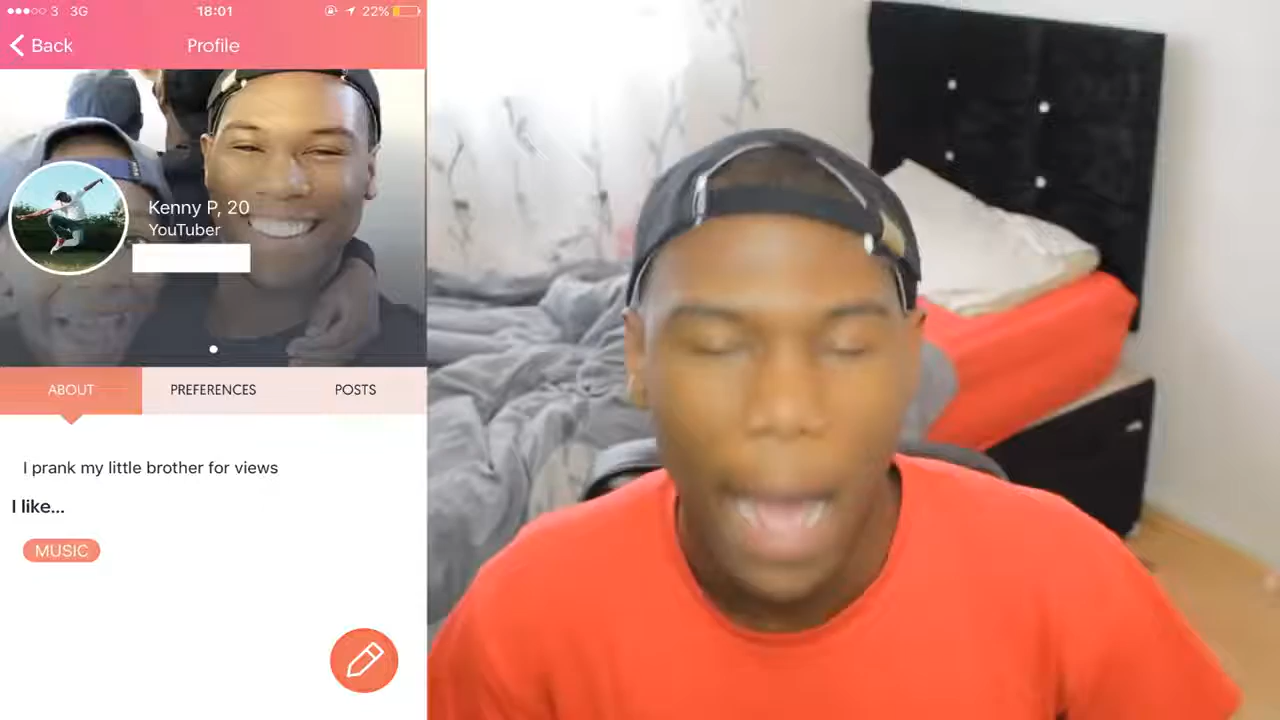 3 3G 18:01 22%
Back Profile
Kenny P, 20
YouTuber
ABOUT PREFERENCES POSTS
I prank my little brother for views
I like...
MUSIC